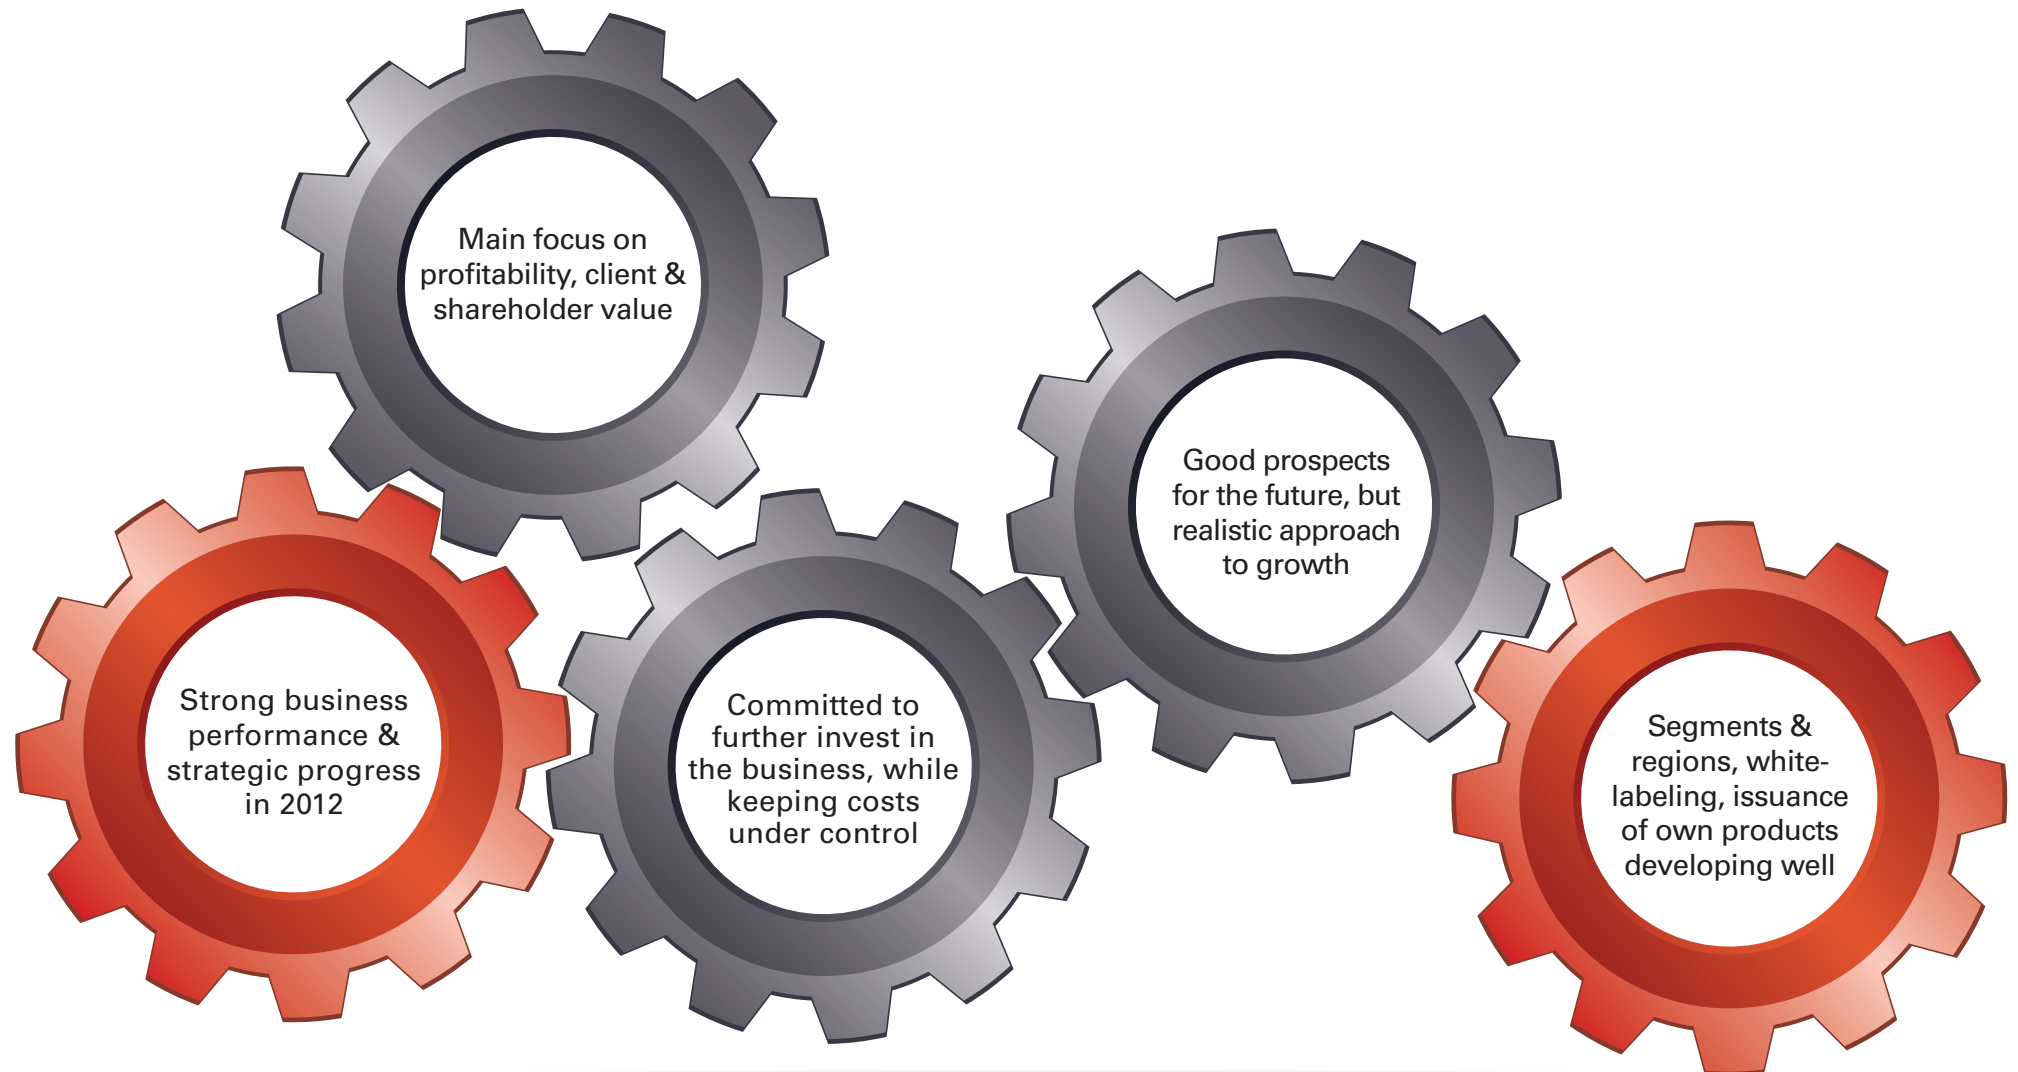 Main focus on
profitability, client &
shareholder value
Good prospects
for the future, but
realistic approach
to growth
Strong business
performance &
strategic progress
in 2012
Committed to
further invest in
the business, while
keeping costs
under control
Segments &
regions, white-
labeling, issuance
of own products
developing well